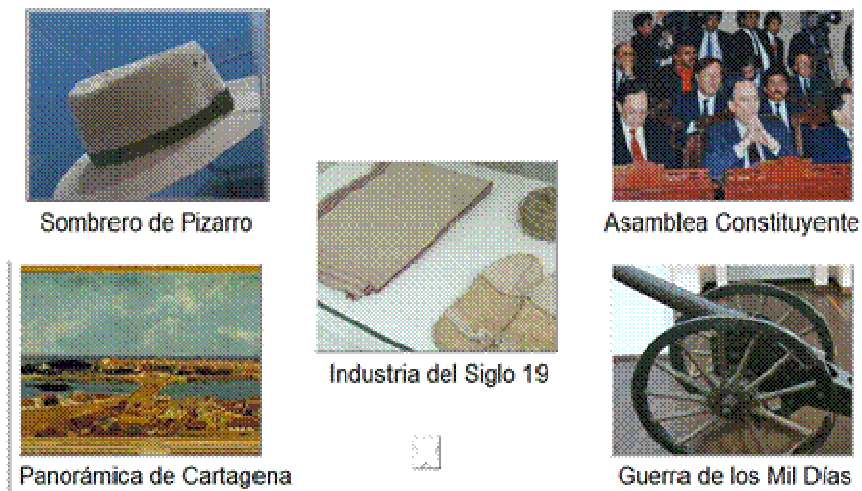 Sombrero de Pizarro
Asamblea Constituyente
Industria del Siglo 19
Panorámica de Cartagena
Guerra de los Mil Días